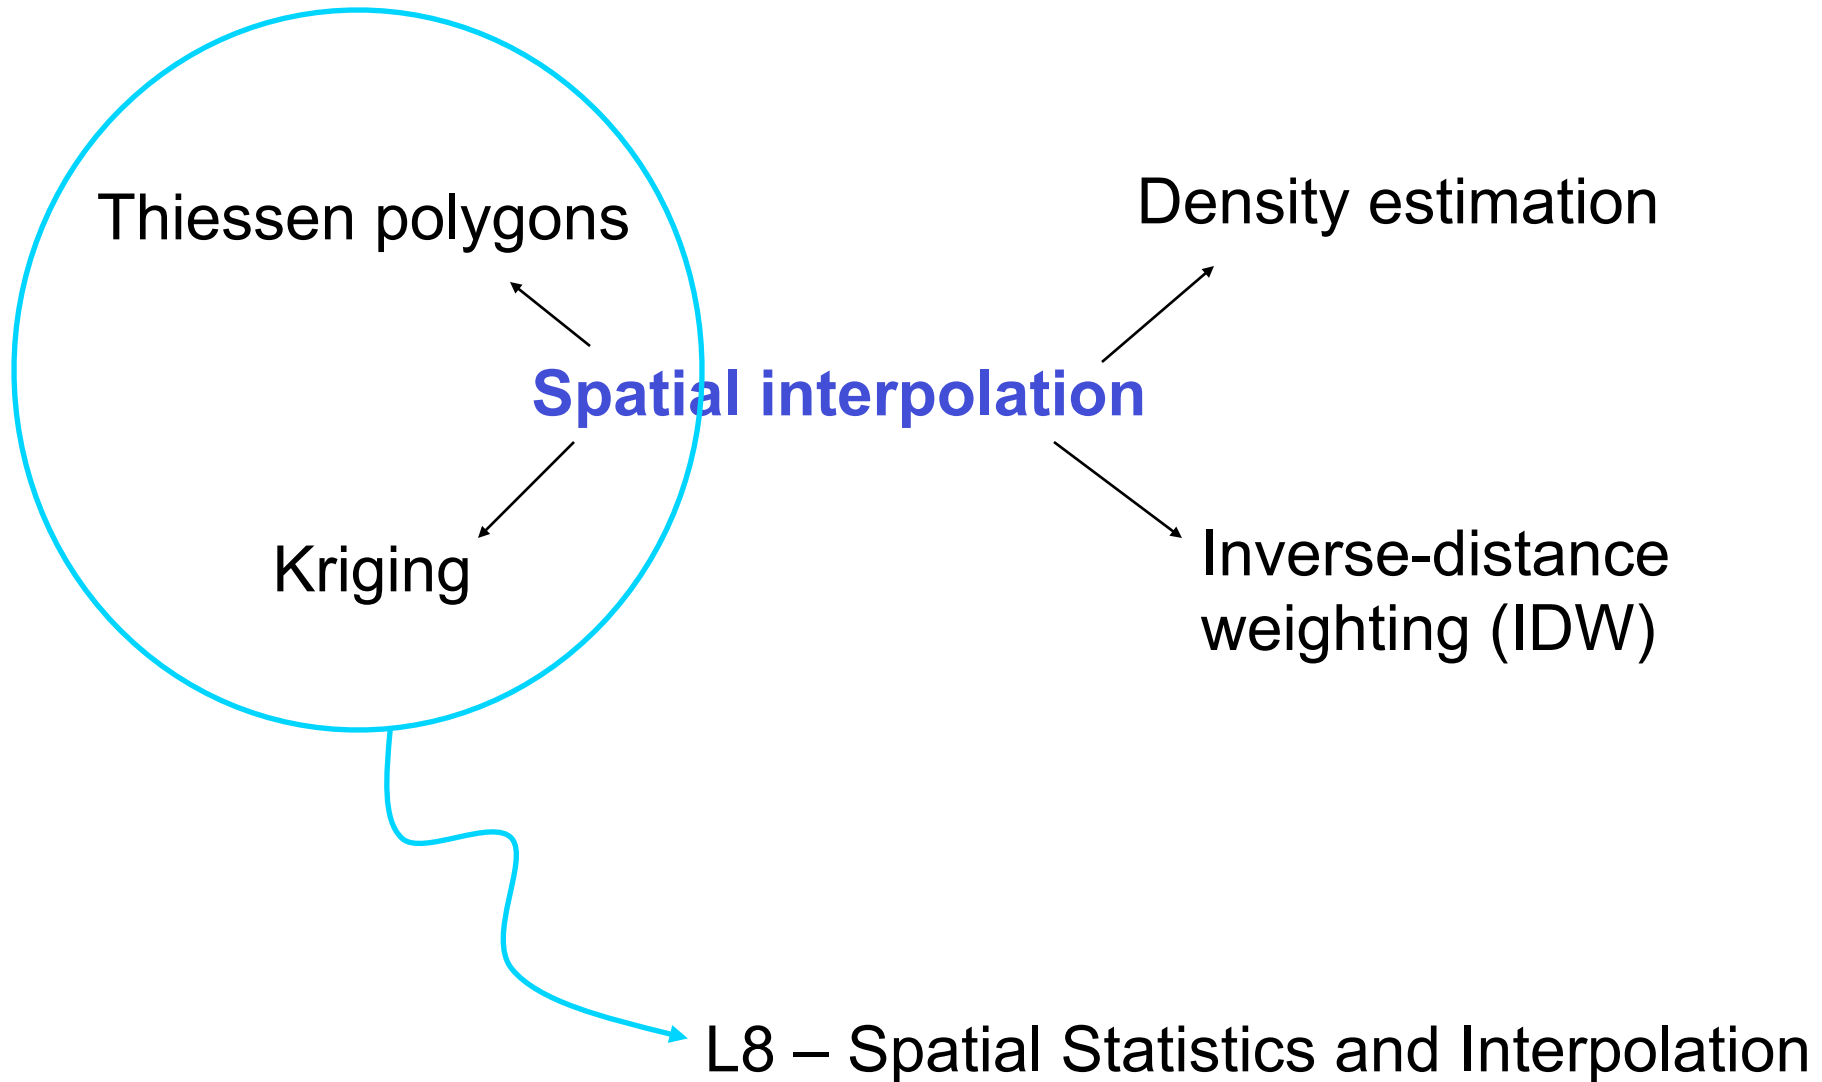 Thiessen polygons
Density estimation
Spatial interpolation
Kriging
Inverse-distance
weighting (IDW)
L8 – Spatial Statistics and Interpolation